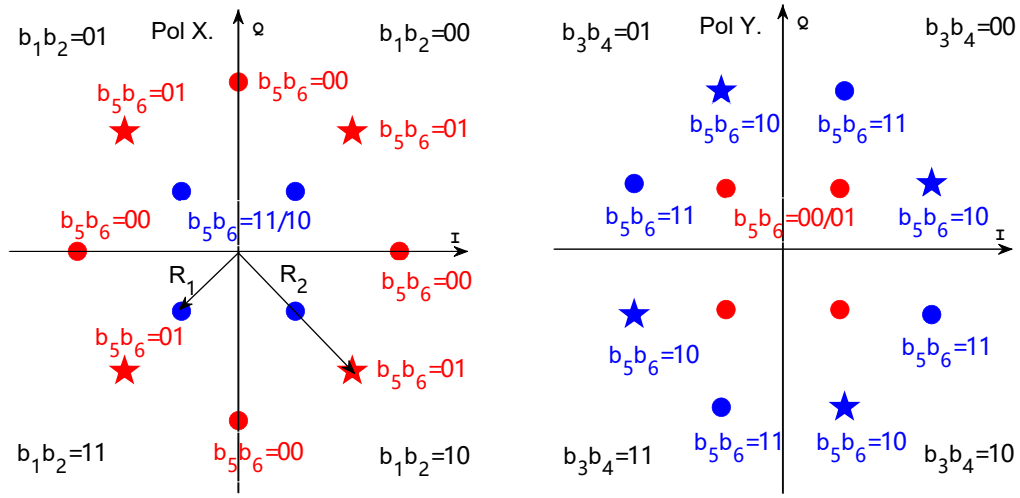 b₁b₂=01
Pol X.
Q
b₁b₂=00
b₅b₆=01
b₅b₆=00
b₅b₆=01
b₅b₆=11/10
b₅b₆=00
I
b₅b₆=00
R₁
R₂
b₅b₆=01
b₅b₆=01
b₅b₆=00
b₁b₂=11
b₁b₂=10
b₃b₄=01
Pol Y.
Q
b₃b₄=00
b₅b₆=10
b₅b₆=11
b₅b₆=11
b₅b₆=00/01
b₅b₆=10
I
b₅b₆=10
b₅b₆=11
b₅b₆=11
b₅b₆=10
b₃b₄=11
b₃b₄=10